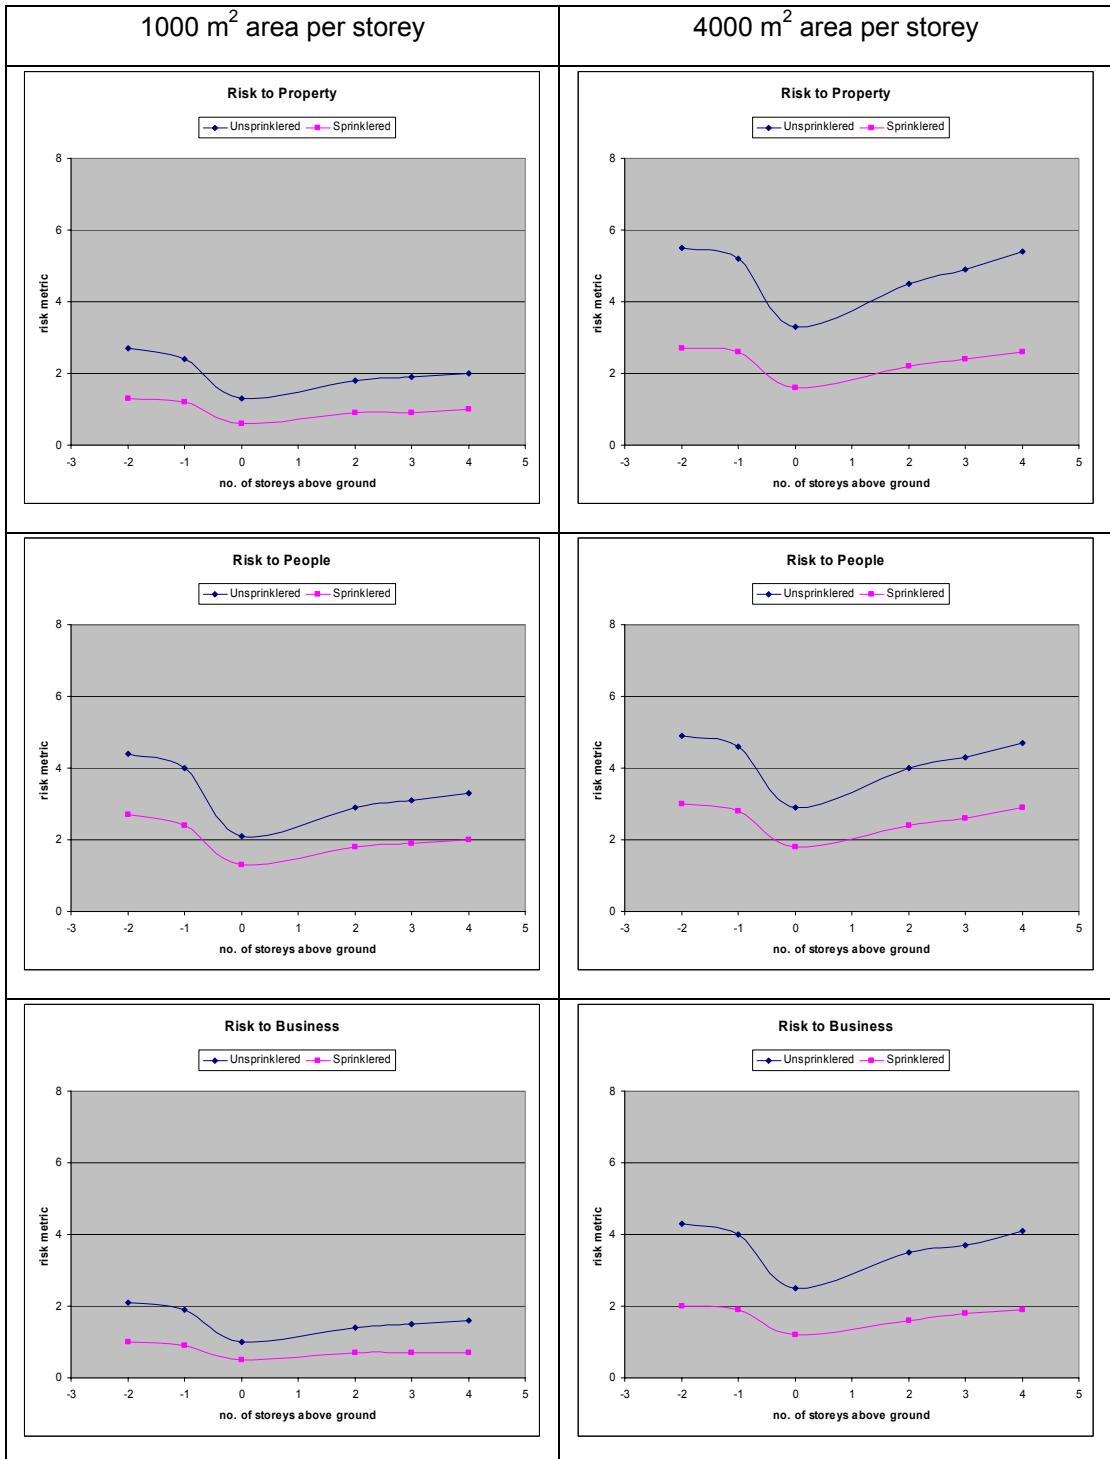 1000 m² area per storey
4000 m² area per storey
Risk to Property
Unsprinklered Sprinklered
8
6
4
2
0
risk metric
-3 -2 -1 0 1 2 3 4 5
no. of storeys above ground
Risk to Property
Unsprinklered Sprinklered
8
6
4
2
0
risk metric
-3 -2 -1 0 1 2 3 4 5
no. of storeys above ground
Risk to People
Unsprinklered Sprinklered
8
6
4
2
0
risk metric
-3 -2 -1 0 1 2 3 4 5
no. of storeys above ground
Risk to People
Unsprinklered Sprinklered
8
6
4
2
0
risk metric
-3 -2 -1 0 1 2 3 4 5
no. of storeys above ground
Risk to Business
Unsprinklered Sprinklered
8
6
4
2
0
risk metric
-3 -2 -1 0 1 2 3 4 5
no. of storeys above ground
Risk to Business
Unsprinklered Sprinklered
8
6
4
2
0
risk metric
-3 -2 -1 0 1 2 3 4 5
no. of storeys above ground